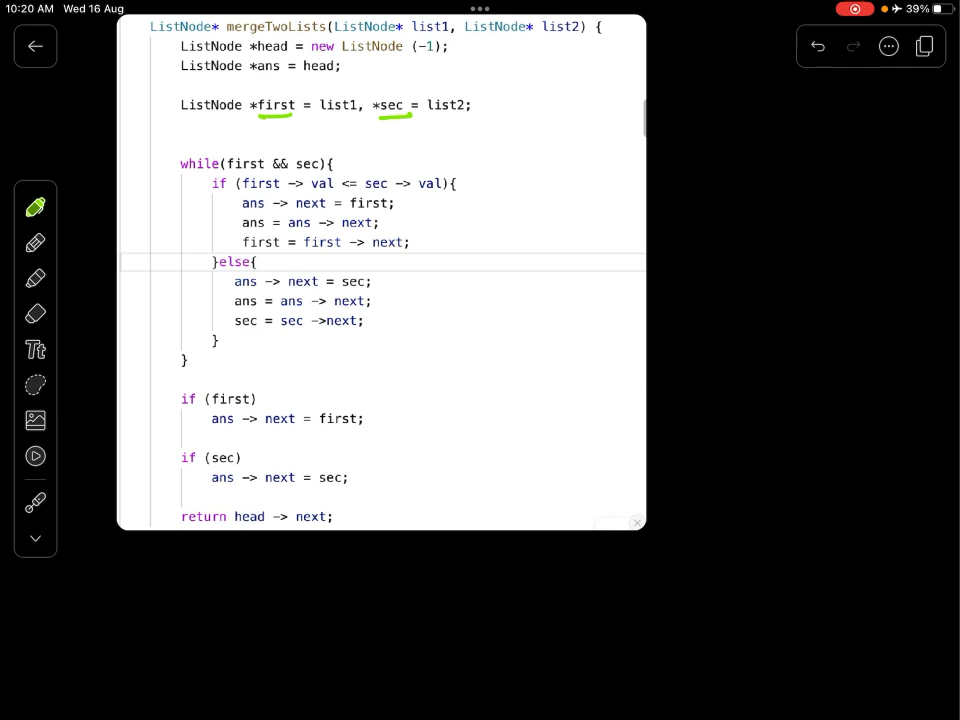 10:20 AM Wed 16 Aug
39%
ListNode* mergeTwoLists(ListNode* list1, ListNode* list2) {
ListNode *head = new ListNode (-1);
ListNode *ans = head;
ListNode *first = list1, *sec = list2;
while(first && sec){
if (first -> val <= sec -> val){
ans -> next = first;
ans = ans -> next;
first = first -> next;
}else{
ans -> next = sec;
ans = ans -> next;
sec = sec ->next;
}
}
if (first)
ans -> next = first;
if (sec)
ans -> next = sec;
return head -> next;
Tt